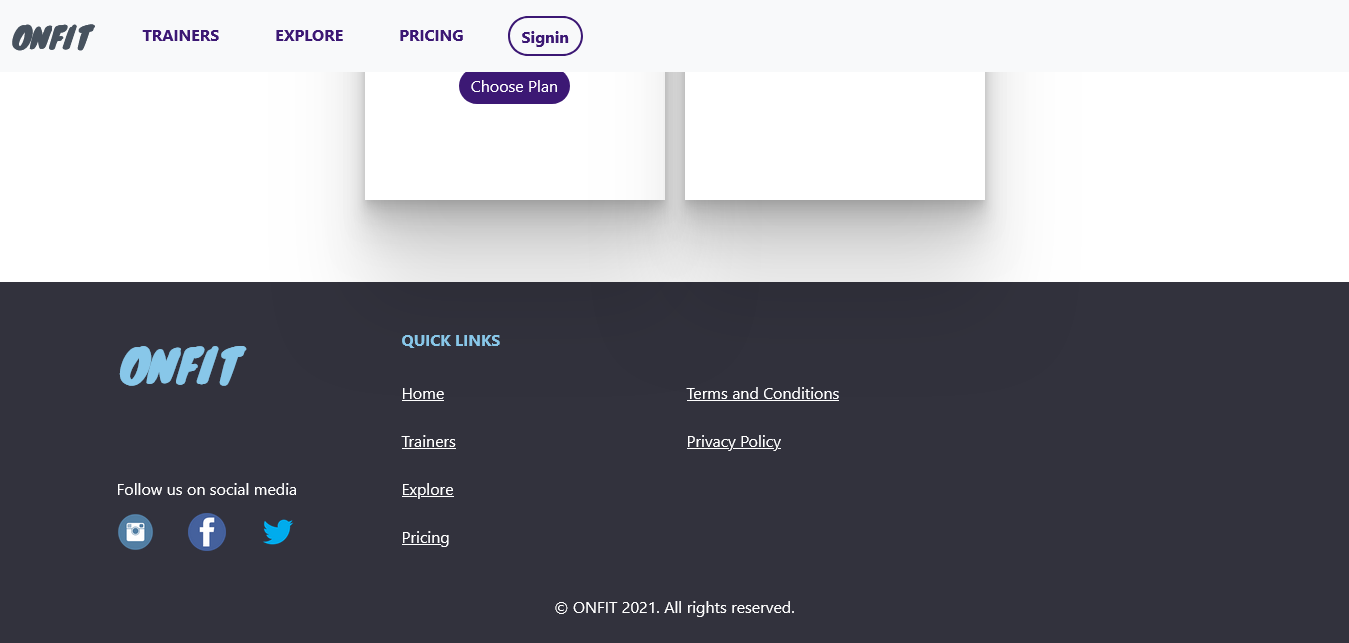 ONFIT TRAINERS EXPLORE PRICING Signin
Choose Plan
ONFIT
QUICK LINKS
Home
Terms and Conditions
Trainers
Privacy Policy
Explore
Pricing
Follow us on social media
© ONFIT 2021. All rights reserved.